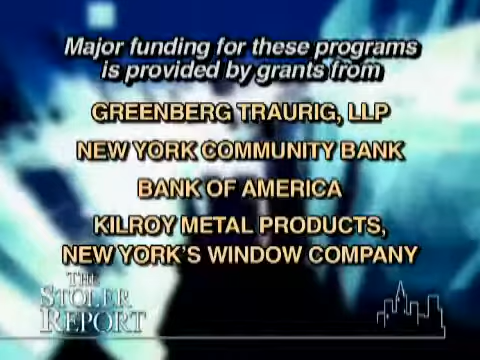 Major funding for these programs
is provided by grants from
GREENBERG TRAURIG, LLP
NEW YORK COMMUNITY BANK
BANK OF AMERICA
KILROY METAL PRODUCTS,
NEW YORK'S WINDOW COMPANY
THE
STOLER
REPORT